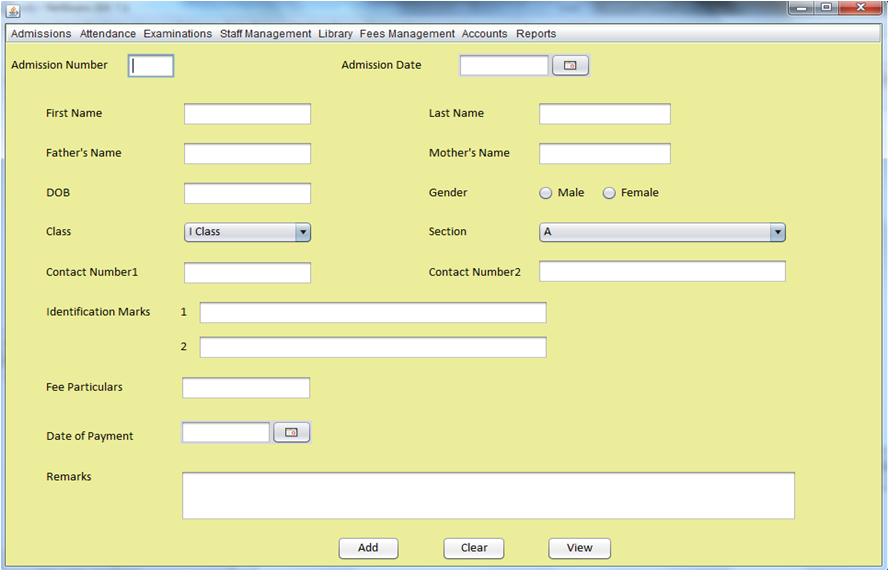 Admissions Attendance Examinations Staff Management Library Fees Management Accounts Reports
Admission Number Admission Date
First Name Last Name
Father's Name Mother's Name
DOB Gender Male Female
Class I Class Section A
Contact Number1 Contact Number2
Identification Marks 1
2
Fee Particulars
Date of Payment
Remarks
Add Clear View